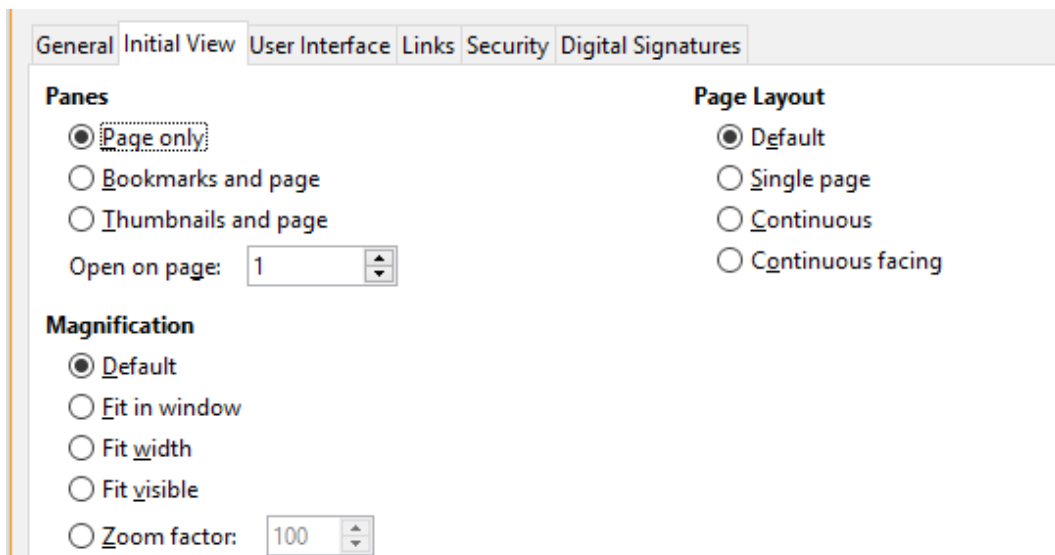 General Initial View User Interface Links Security Digital Signatures
Panes
Page only
Bookmarks and page
Thumbnails and page
Open on page: 1
Page Layout
Default
Single page
Continuous
Continuous facing
Magnification
Default
Fit in window
Fit width
Fit visible
Zoom factor: 100